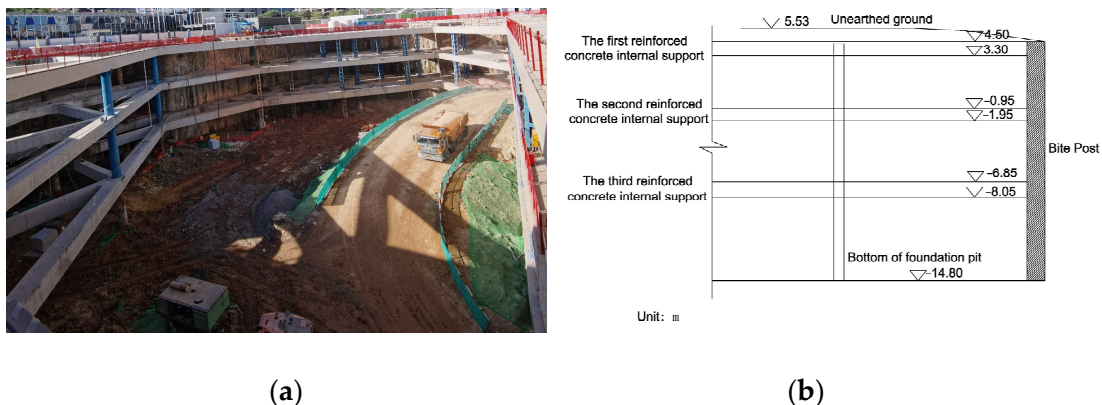 5.53
Unearthed ground
The first reinforced
concrete internal support
4.50
3.30
The second reinforced
concrete internal support
-0.95
-1.95
Bite Post
The third reinforced
concrete internal support
-6.85
-8.05
Bottom of foundation pit
-14.80
Unit: m
(a)
(b)